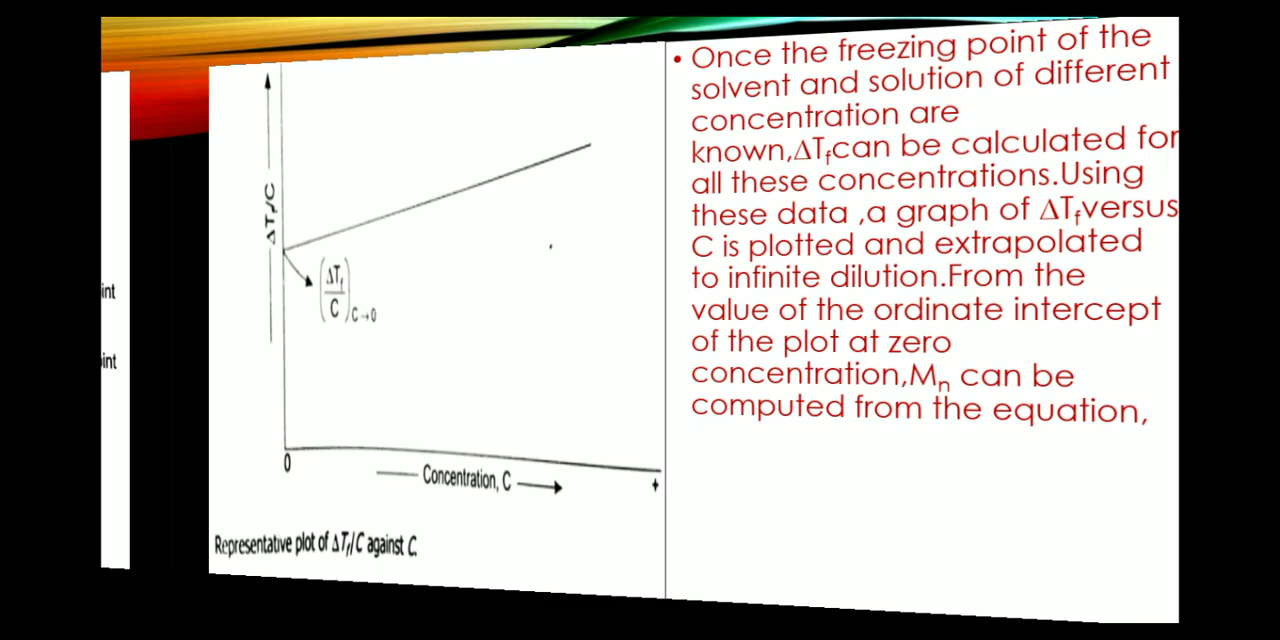 int
int
ΔTf/C
(ΔTf/C)C→0
0
Concentration, C
+
Representative plot of ΔTf/C against C.
• Once the freezing point of the
solvent and solution of different
concentration are
known,ΔTfcan be calculated for
all these concentrations.Using
these data ,a graph of ΔTfversus
C is plotted and extrapolated
to infinite dilution.From the
value of the ordinate intercept
of the plot at zero
concentration,Mn can be
computed from the equation,